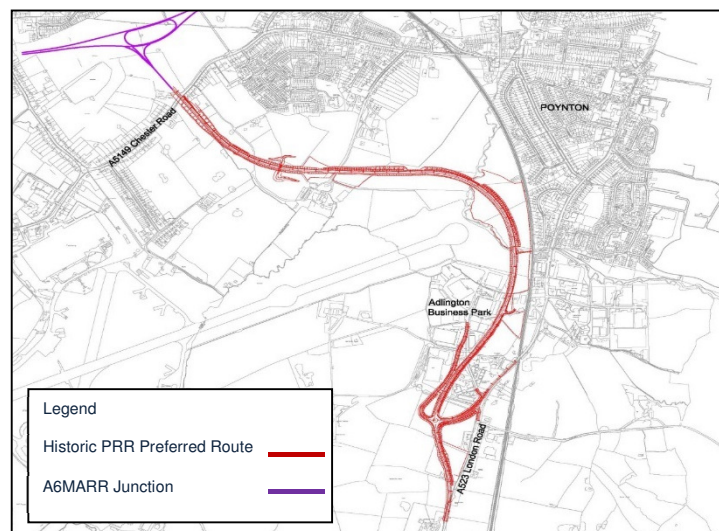 POYNTON
A5149 Chester Road
Adlington
Business Park
A523 London Road
Legend
Historic PRR Preferred Route
A6MARR Junction